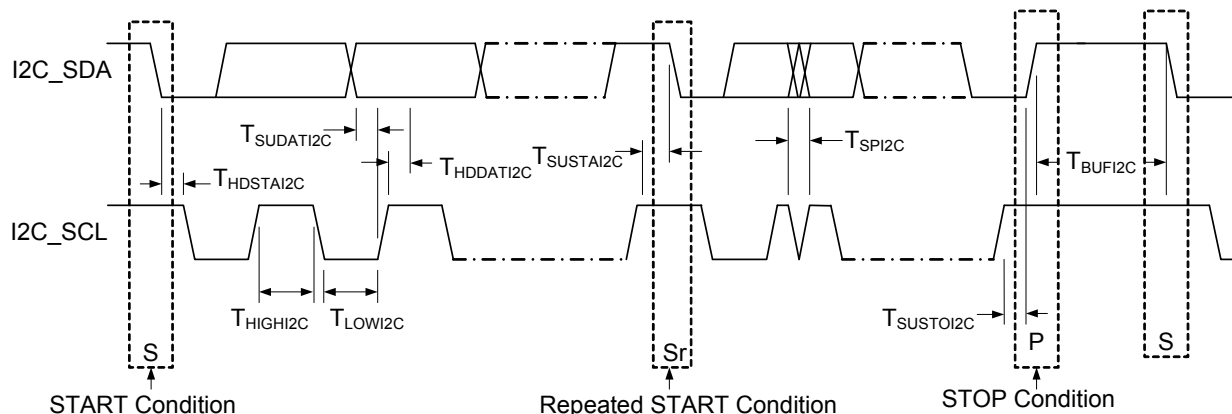 I2C_SDA
T_SUDATI2C
T_HDDATI2C
T_SUSTAI2C
T_SPI2C
T_BUFI2C
T_HDSTAI2C
I2C_SCL
T_HIGHI2C
T_LOWI2C
T_SUSTOI2C
S
Sr
P
S
START Condition
Repeated START Condition
STOP Condition